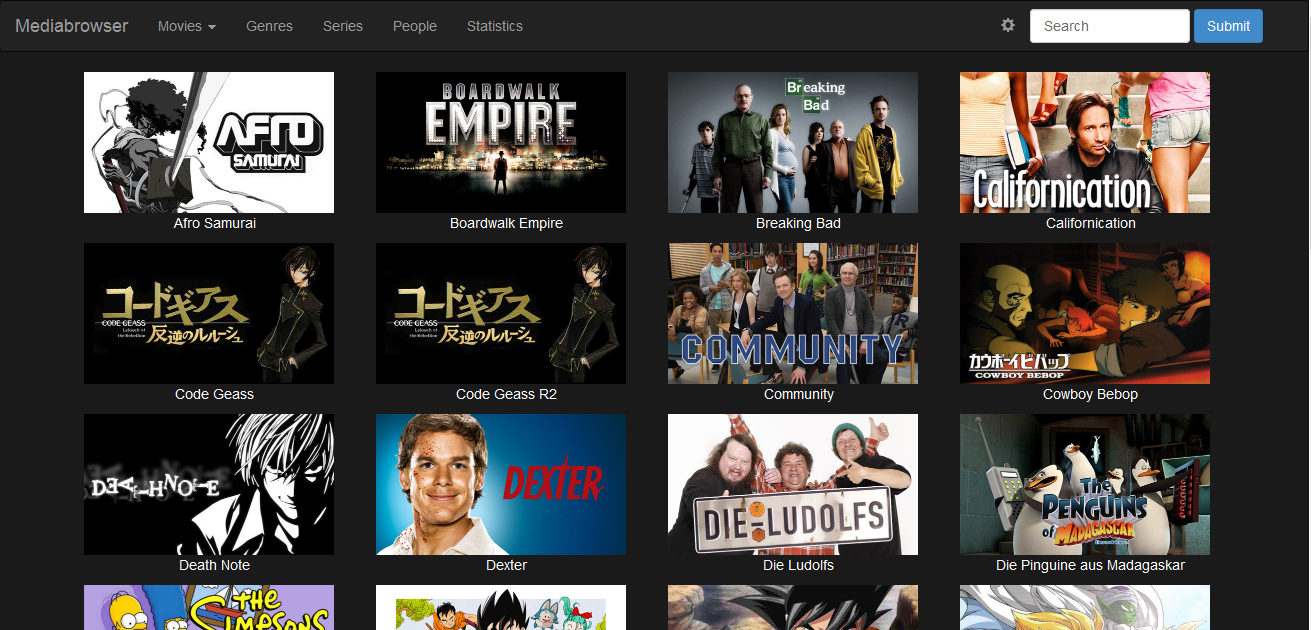 Mediabrowser Movies Genres Series People Statistics Search Submit
AFRO
SAMURAI
BOARDWALK
EMPIRE
Breaking
Bad
Californication
Afro Samurai Boardwalk Empire Breaking Bad Californication
コードギアス
CODE GEASS
Lelouch of
the Rebellion
反逆のルルーシュ
コードギアス
CODE GEASS
Lelouch of
the Rebellion
反逆のルルーシュ
COMMUNITY
カウボーイビバップ
COWBOY BEBOP
Code Geass Code Geass R2 Community Cowboy Bebop
DEATHNOTE
DEXTER
DIE LUDOLFS
The
PENGUINS
of MADAGASCAR
Death Note Dexter Die Ludolfs Die Pinguine aus Madagaskar
THE
SIMPSONS